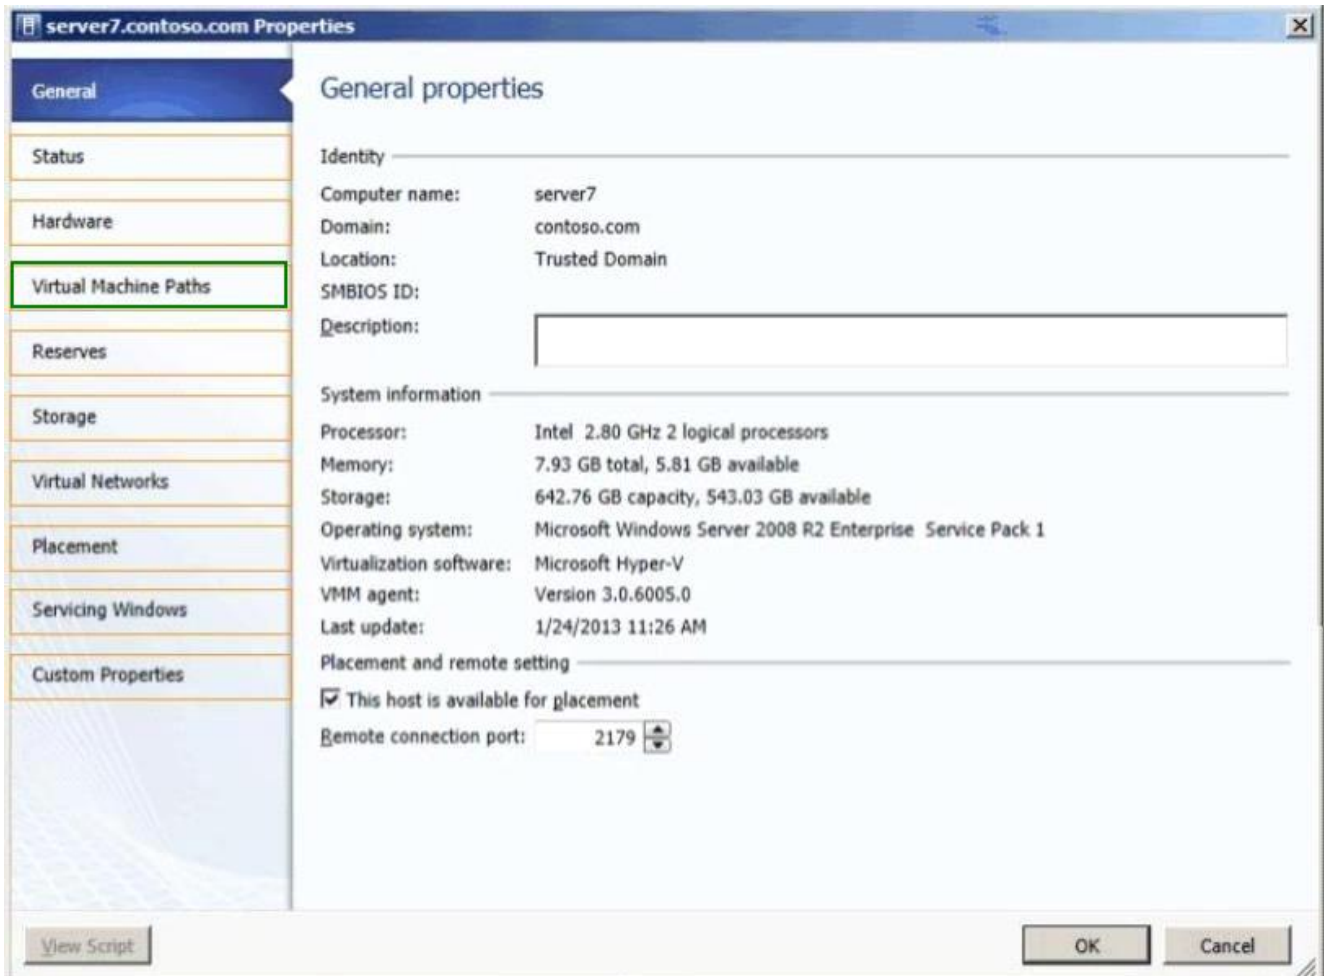 server7.contoso.com Properties
General
Status
Hardware
Virtual Machine Paths
Reserves
Storage
Virtual Networks
Placement
Servicing Windows
Custom Properties
General properties
Identity
Computer name: server7
Domain: contoso.com
Location: Trusted Domain
SMBIOS ID:
Description:
System information
Processor: Intel 2.80 GHz 2 logical processors
Memory: 7.93 GB total, 5.81 GB available
Storage: 642.76 GB capacity, 543.03 GB available
Operating system: Microsoft Windows Server 2008 R2 Enterprise Service Pack 1
Virtualization software: Microsoft Hyper-V
VMM agent: Version 3.0.6005.0
Last update: 1/24/2013 11:26 AM
Placement and remote setting
This host is available for placement
Remote connection port: 2179
View Script
OK
Cancel